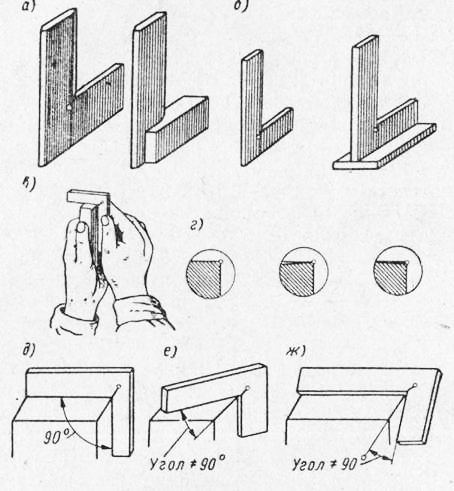 а)
б)
в)
г)
д)
е)
ж)
90°
Угол ≠ 90°
Угол ≠ 90°